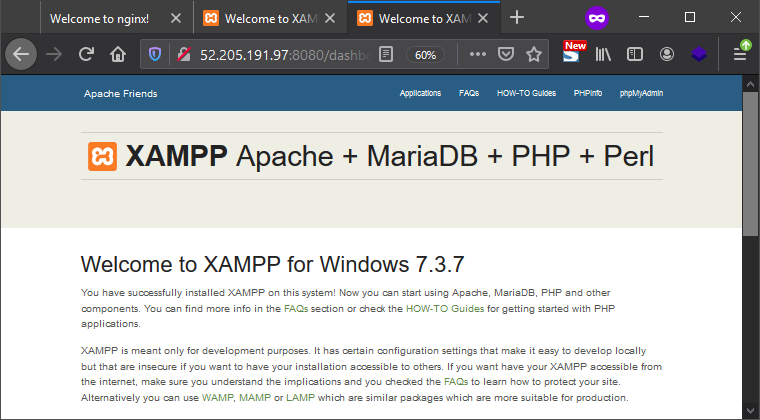 Welcome to nginx!
Welcome to XAM
Welcome to XAM
52.205.191.97:8080/dashbo
60%
New
Apache Friends
Applications FAQs HOW-TO Guides PHPInfo phpMyAdmin
XAMPP Apache + MariaDB + PHP + Perl
Welcome to XAMPP for Windows 7.3.7
You have successfully installed XAMPP on this system! Now you can start using Apache, MariaDB, PHP and other
components. You can find more info in the FAQs section or check the HOW-TO Guides for getting started with PHP
applications.
XAMPP is meant only for development purposes. It has certain configuration settings that make it easy to develop locally
but that are insecure if you want to have your installation accessible to others. If you want have your XAMPP accessible from
the internet, make sure you understand the implications and you checked the FAQs to learn how to protect your site.
Alternatively you can use WAMP, MAMP or LAMP which are similar packages which are more suitable for production.